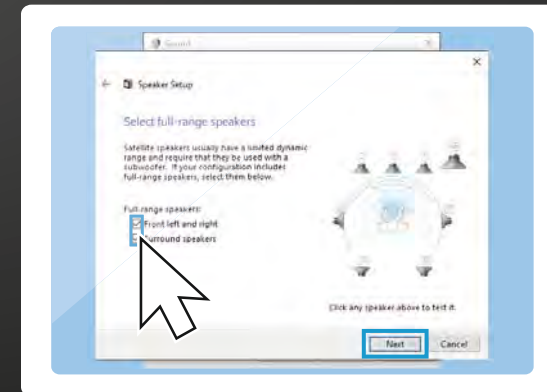 Sound
Speaker Setup
Select full-range speakers
Satellite speakers usually have a limited dynamic
range and require that they be used with a
subwoofer. If your configuration includes
full-range speakers, select them below.
Full-range speakers:
Front left and right
Surround speakers
Click any speaker above to test it.
Next
Cancel